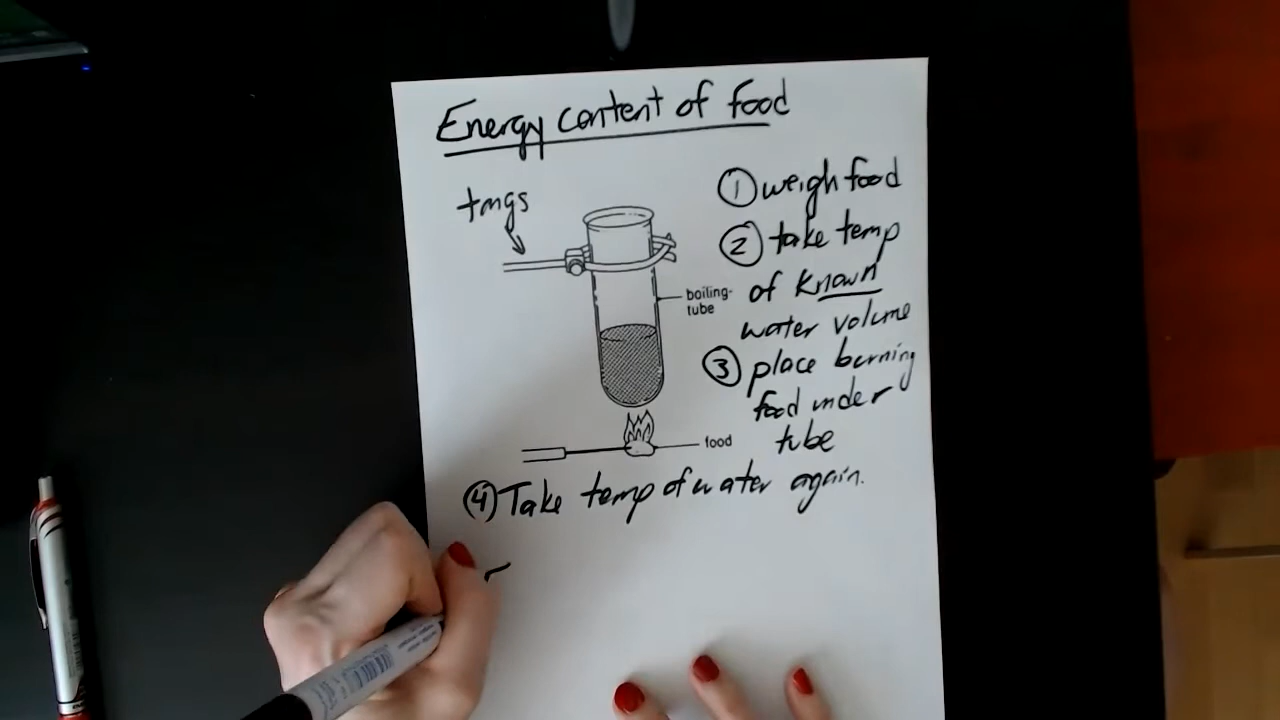 Energy content of food
tmgs
① weigh food
② take temp
of known
water volume
③ place burning
food under
tube
boiling-
tube
food
④ Take temp of water again.